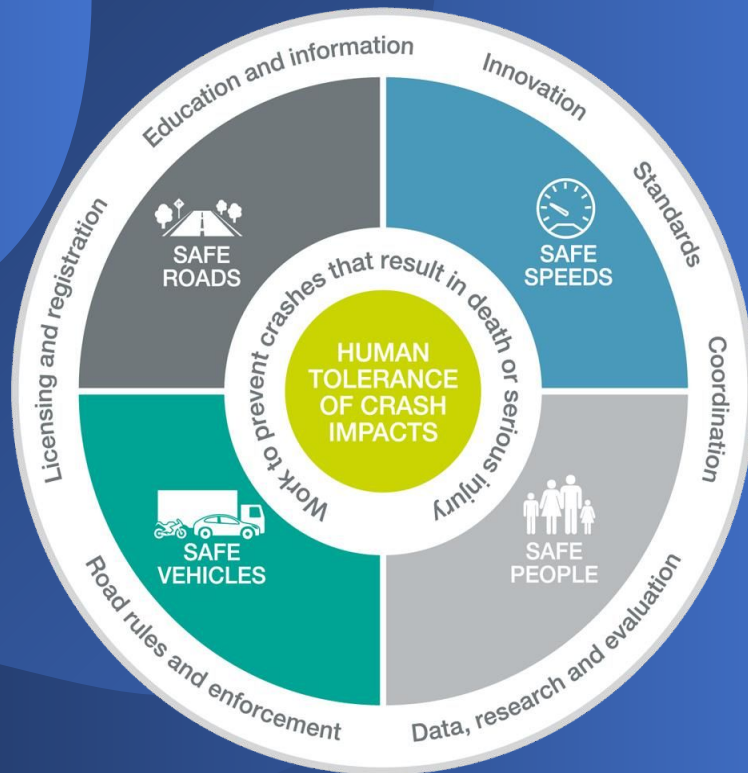 Education and information
Innovation
Standards
Coordination
Data, research and evaluation
Road rules and enforcement
Licensing and registration
SAFE
ROADS
SAFE
SPEEDS
SAFE
PEOPLE
SAFE
VEHICLES
Work to prevent crashes that result in death or serious injury
HUMAN
TOLERANCE
OF CRASH
IMPACTS